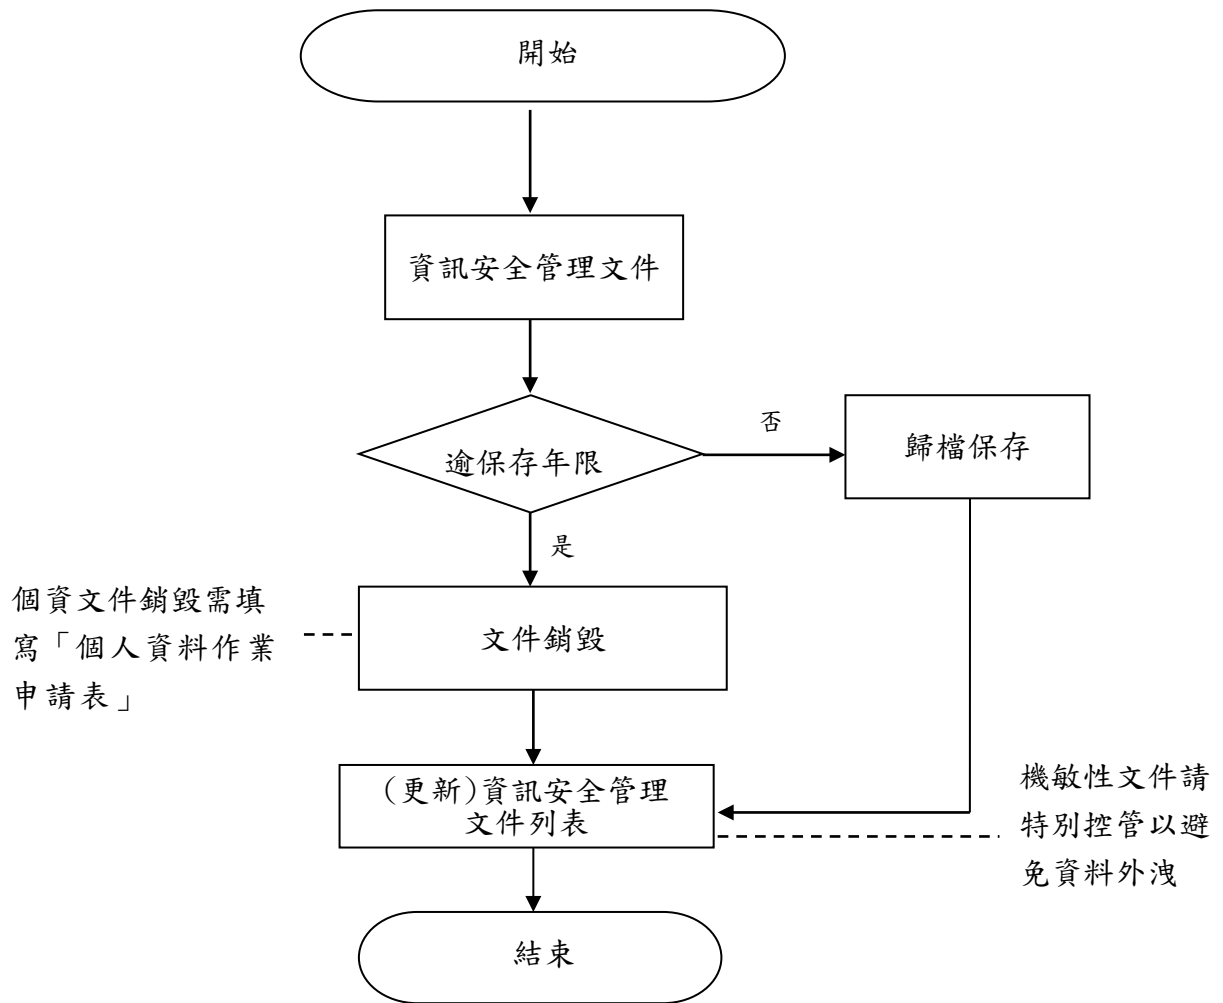 開始
資訊安全管理文件
逾保存年限
否
歸檔保存
是
個資文件銷毀需填
寫「個人資料作業
申請表」
文件銷毀
(更新)資訊安全管理
文件列表
機敏性文件請
特別控管以避
免資料外洩
結束